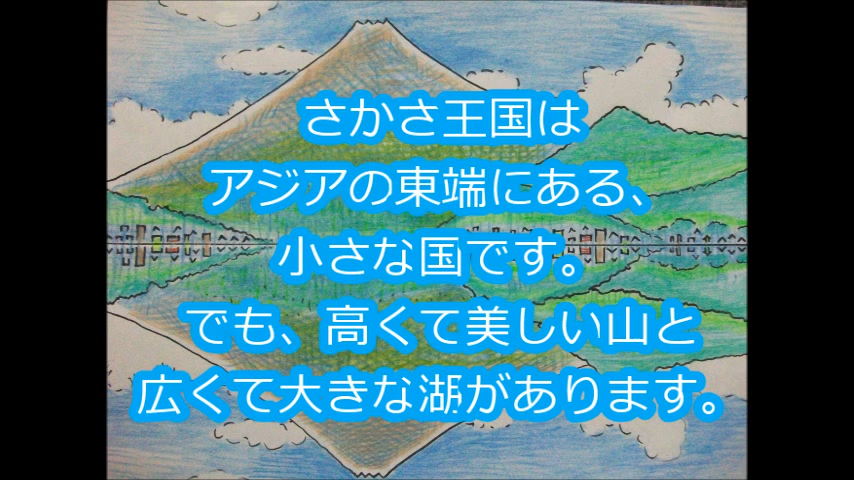 さかさ王国は
アジアの東端にある、
小さな国です。
でも、高くて美しい山と
広くて大きな湖があります。